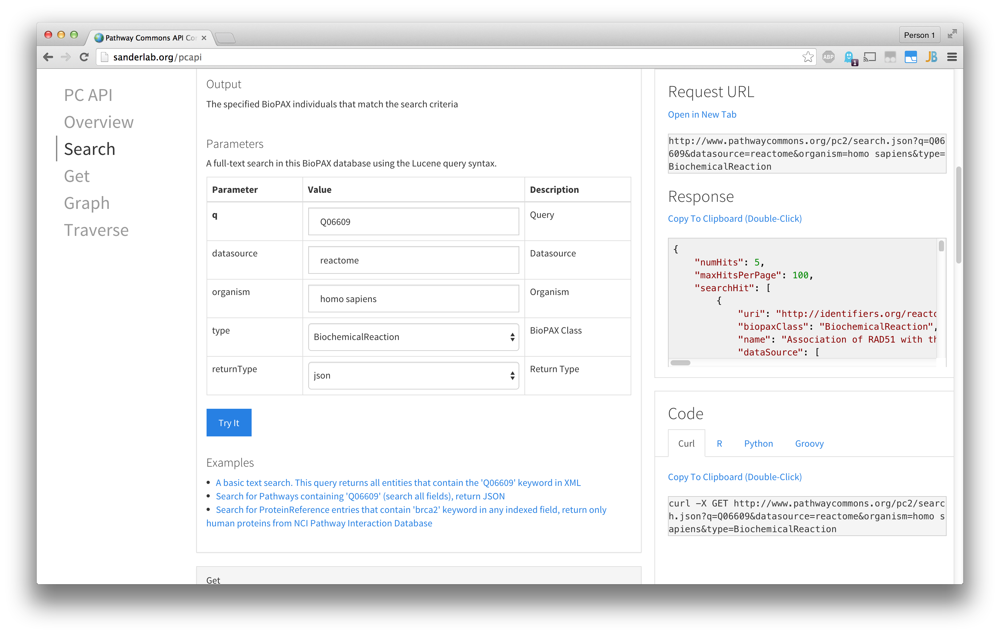 Pathway Commons API Cor
Person 1
sanderlab.org/pcapi
ABP
1
JB
PC API
Overview
Search
Get
Graph
Traverse
Output
The specified BioPAX individuals that match the search criteria
Parameters
A full-text search in this BioPAX database using the Lucene query syntax.
Parameter Value Description
q Q06609 Query
datasource reactome Datasource
organism homo sapiens Organism
type BiochemicalReaction BioPAX Class
returnType json Return Type
Try It
Examples
• A basic text search. This query returns all entities that contain the 'Q06609' keyword in XML
• Search for Pathways containing 'Q06609' (search all fields), return JSON
• Search for ProteinReference entries that contain 'brca2' keyword in any indexed field, return only
human proteins from NCI Pathway Interaction Database
Get
Request URL
Open in New Tab
http://www.pathwaycommons.org/pc2/search.json?q=Q06
609&datasource=reactome&organism=homo sapiens&type=
BiochemicalReaction
Response
Copy To Clipboard (Double-Click)
{
"numHits": 5,
"maxHitsPerPage": 100,
"searchHit": [
{
"uri": "http://identifiers.org/reacto
"biopaxClass": "BiochemicalReaction",
"name": "Association of RAD51 with th
"dataSource": [
Code
Curl R Python Groovy
Copy To Clipboard (Double-Click)
curl -X GET http://www.pathwaycommons.org/pc2/searc
h.json?q=Q06609&datasource=reactome&organism=homo s
apiens&type=BiochemicalReaction